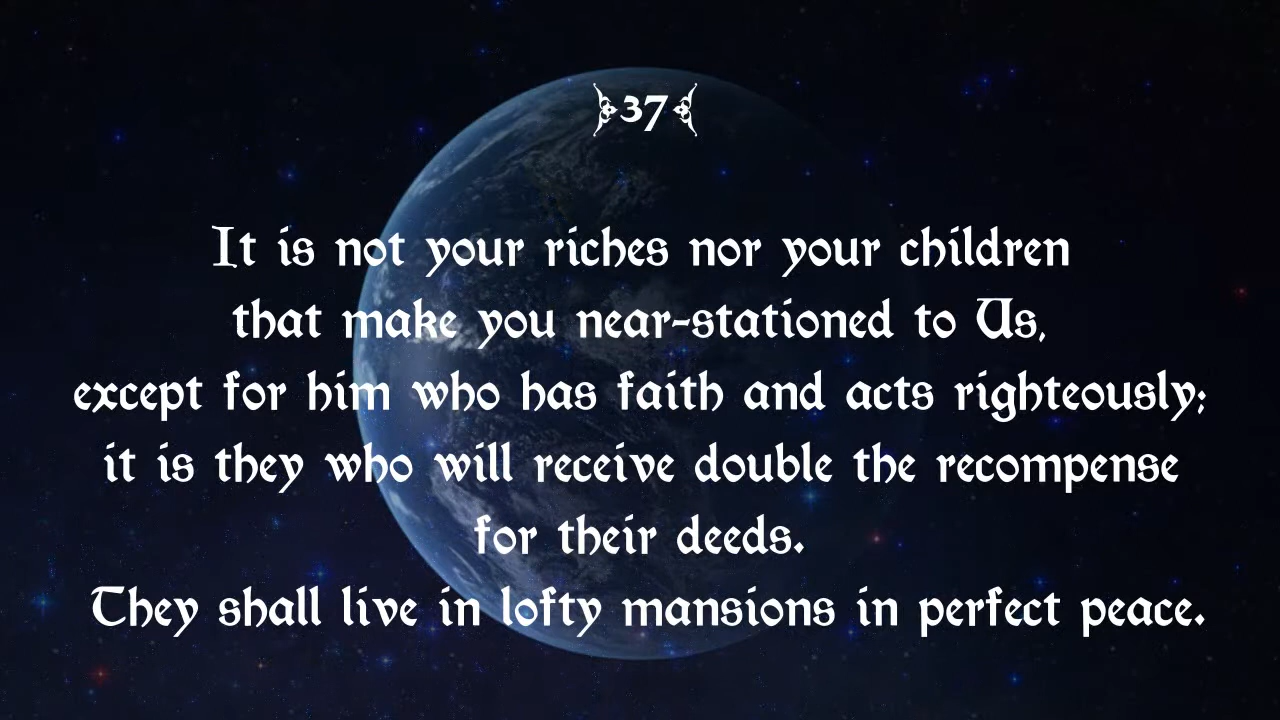 37
It is not your riches nor your children
that make you near-stationed to Us,
except for him who has faith and acts righteously;
it is they who will receive double the recompense
for their deeds.
They shall live in lofty mansions in perfect peace.